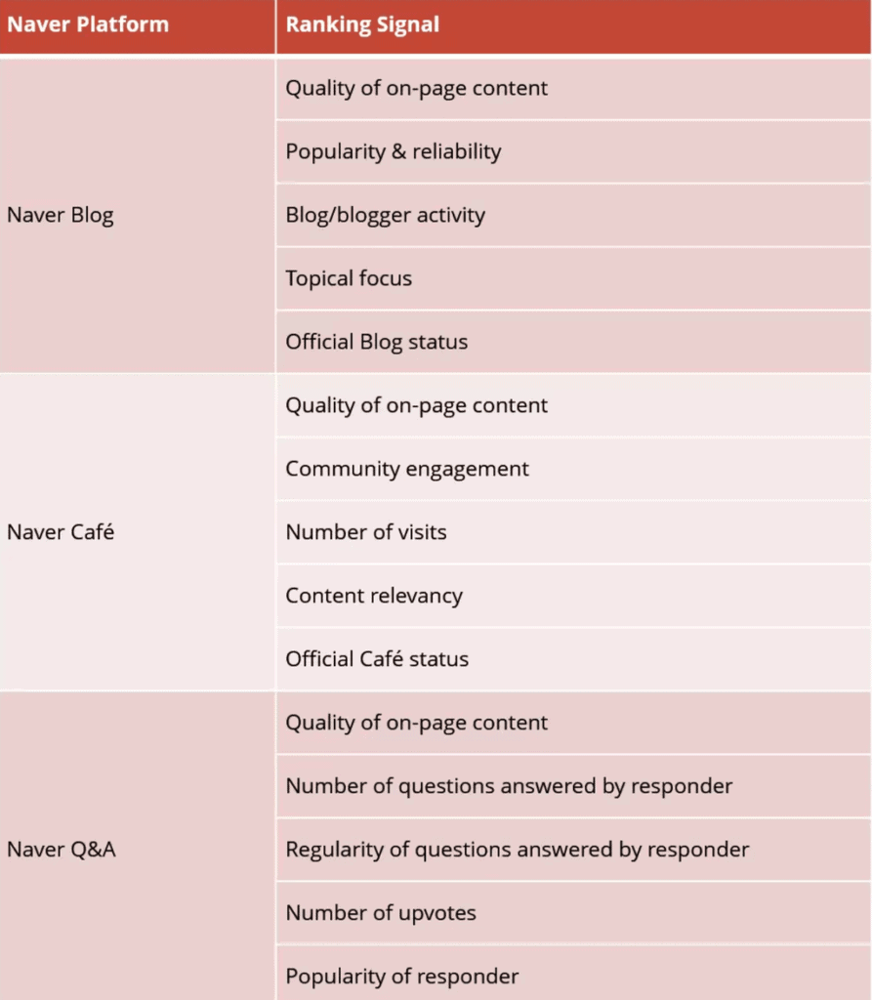 Naver Platform
Ranking Signal
Naver Blog
Quality of on-page content
Popularity & reliability
Blog/blogger activity
Topical focus
Official Blog status
Naver Café
Quality of on-page content
Community engagement
Number of visits
Content relevancy
Official Café status
Naver Q&A
Quality of on-page content
Number of questions answered by responder
Regularity of questions answered by responder
Number of upvotes
Popularity of responder